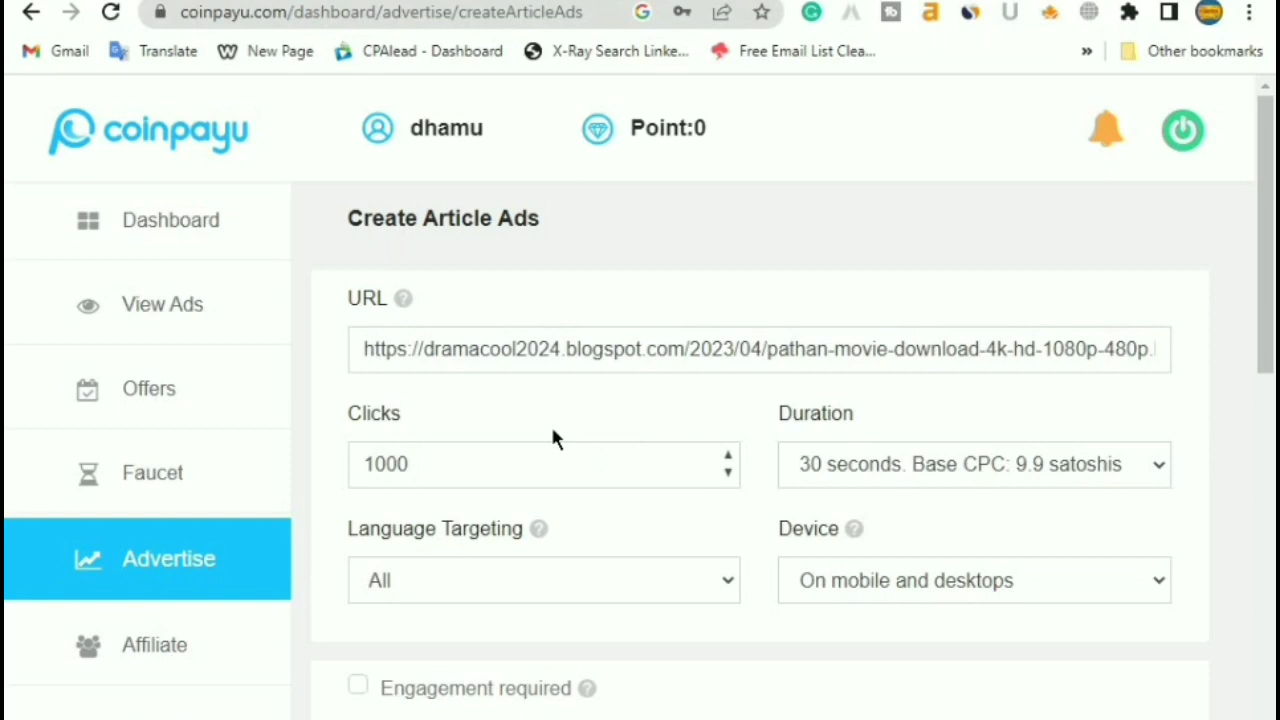 coinpayu.com/dashboard/advertise/createArticleAds
Gmail Translate New Page CPAlead - Dashboard X-Ray Search Linke... Free Email List Clea... » Other bookmarks
coinpayu dhamu Point:0
Dashboard
View Ads
Offers
Faucet
Advertise
Affiliate
Create Article Ads
URL ?
https://dramacool2024.blogspot.com/2023/04/pathan-movie-download-4k-hd-1080p-480p.
Clicks Duration
1000 30 seconds. Base CPC: 9.9 satoshis
Language Targeting ? Device ?
All On mobile and desktops
Engagement required ?